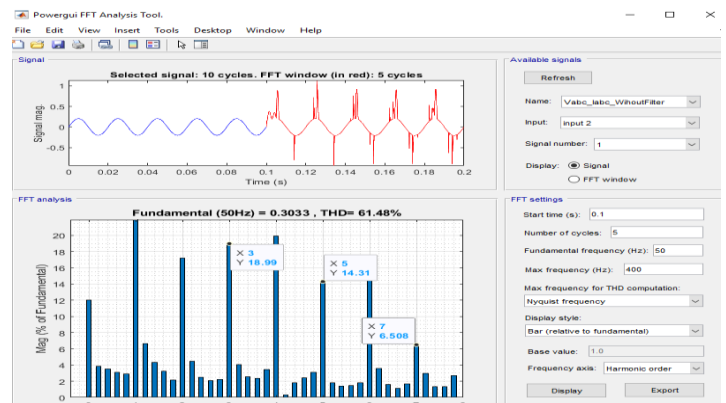 Powergui FFT Analysis Tool.
File Edit View Insert Tools Desktop Window Help
Signal
Selected signal: 10 cycles. FFT window (in red): 5 cycles
Signal mag.
1
0.5
0
-0.5
0 0.02 0.04 0.06 0.08 0.1 0.12 0.14 0.16 0.18 0.2
Time (s)
FFT analysis
Fundamental (50Hz) = 0.3033 , THD= 61.48%
Mag (% of Fundamental)
20
18
16
14
12
10
8
6
4
2
0
X 3
Y 18.99
X 5
Y 14.31
X 7
Y 6.508
Available signals
Refresh
Name: Vabc_Iabc_WihoutFilter
Input: input 2
Signal number: 1
Display: Signal
FFT window
FFT settings
Start time (s): 0.1
Number of cycles: 5
Fundamental frequency (Hz): 50
Max frequency (Hz): 400
Max frequency for THD computation:
Nyquist frequency
Display style:
Bar (relative to fundamental)
Base value: 1.0
Frequency axis: Harmonic order
Display Export